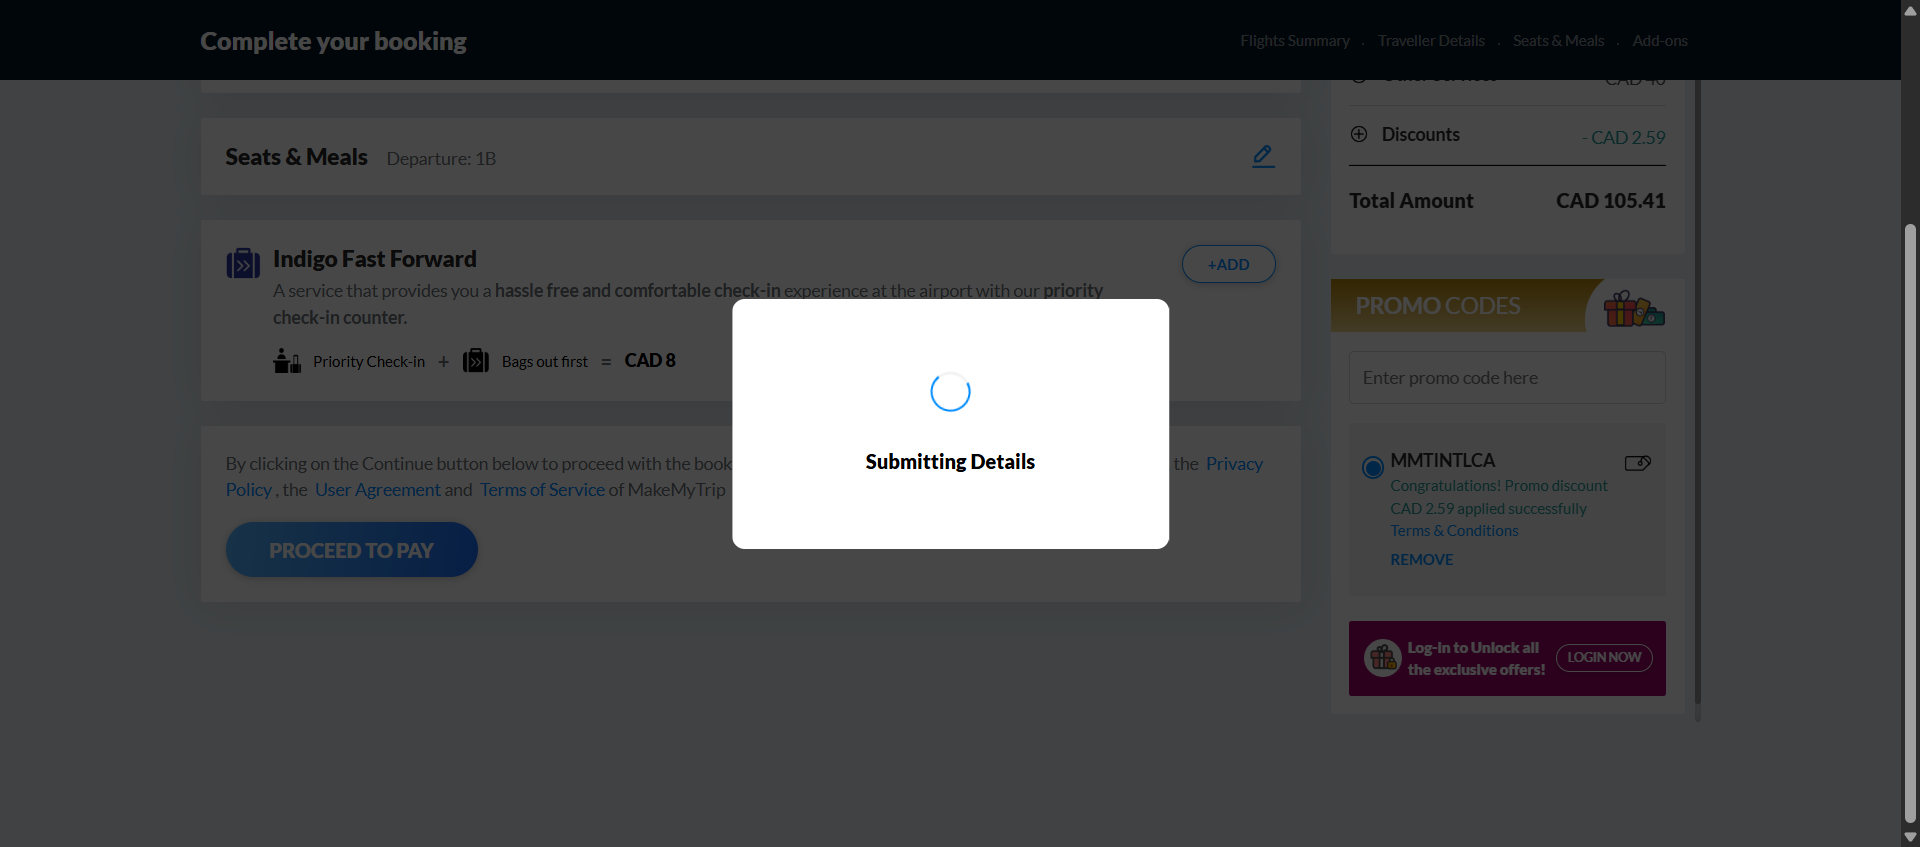 Complete your booking
Flights Summary . Traveller Details . Seats & Meals . Add-ons
Discounts - CAD 2.59
Total Amount CAD 105.41
Seats & Meals Departure: 1B
Indigo Fast Forward
+ADD
A service that provides you a hassle free and comfortable check-in experience at the airport with our priority
check-in counter.
Priority Check-in + Bags out first = CAD 8
By clicking on the Continue button below to proceed with the book
the Privacy
Policy , the User Agreement and Terms of Service of MakeMyTrip
PROCEED TO PAY
Submitting Details
PROMO CODES
Enter promo code here
MMTINTLCA
Congratulations! Promo discount
CAD 2.59 applied successfully
Terms & Conditions
REMOVE
Log-in to Unlock all
the exclusive offers!
LOGIN NOW